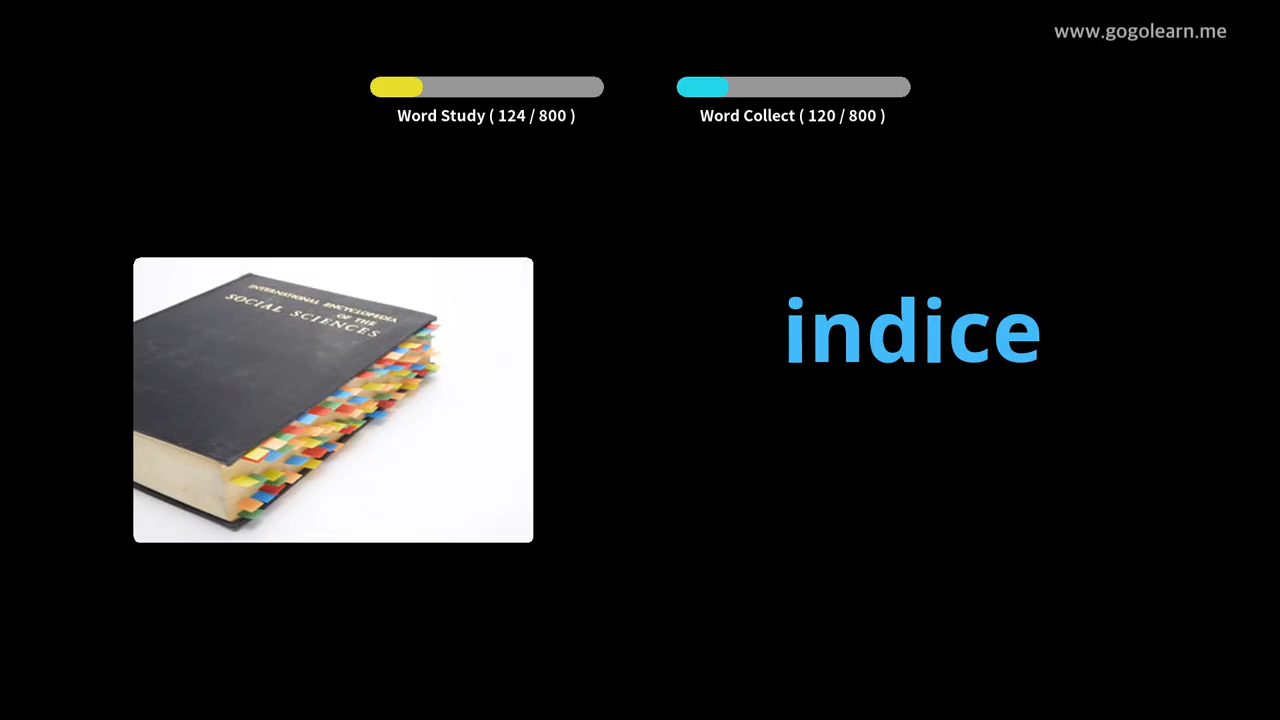 www.gogolearn.me
Word Study ( 124 / 800 )
Word Collect ( 120 / 800 )
INTERNATIONAL ENCYCLOPEDIA
OF THE
SOCIAL SCIENCES
indice